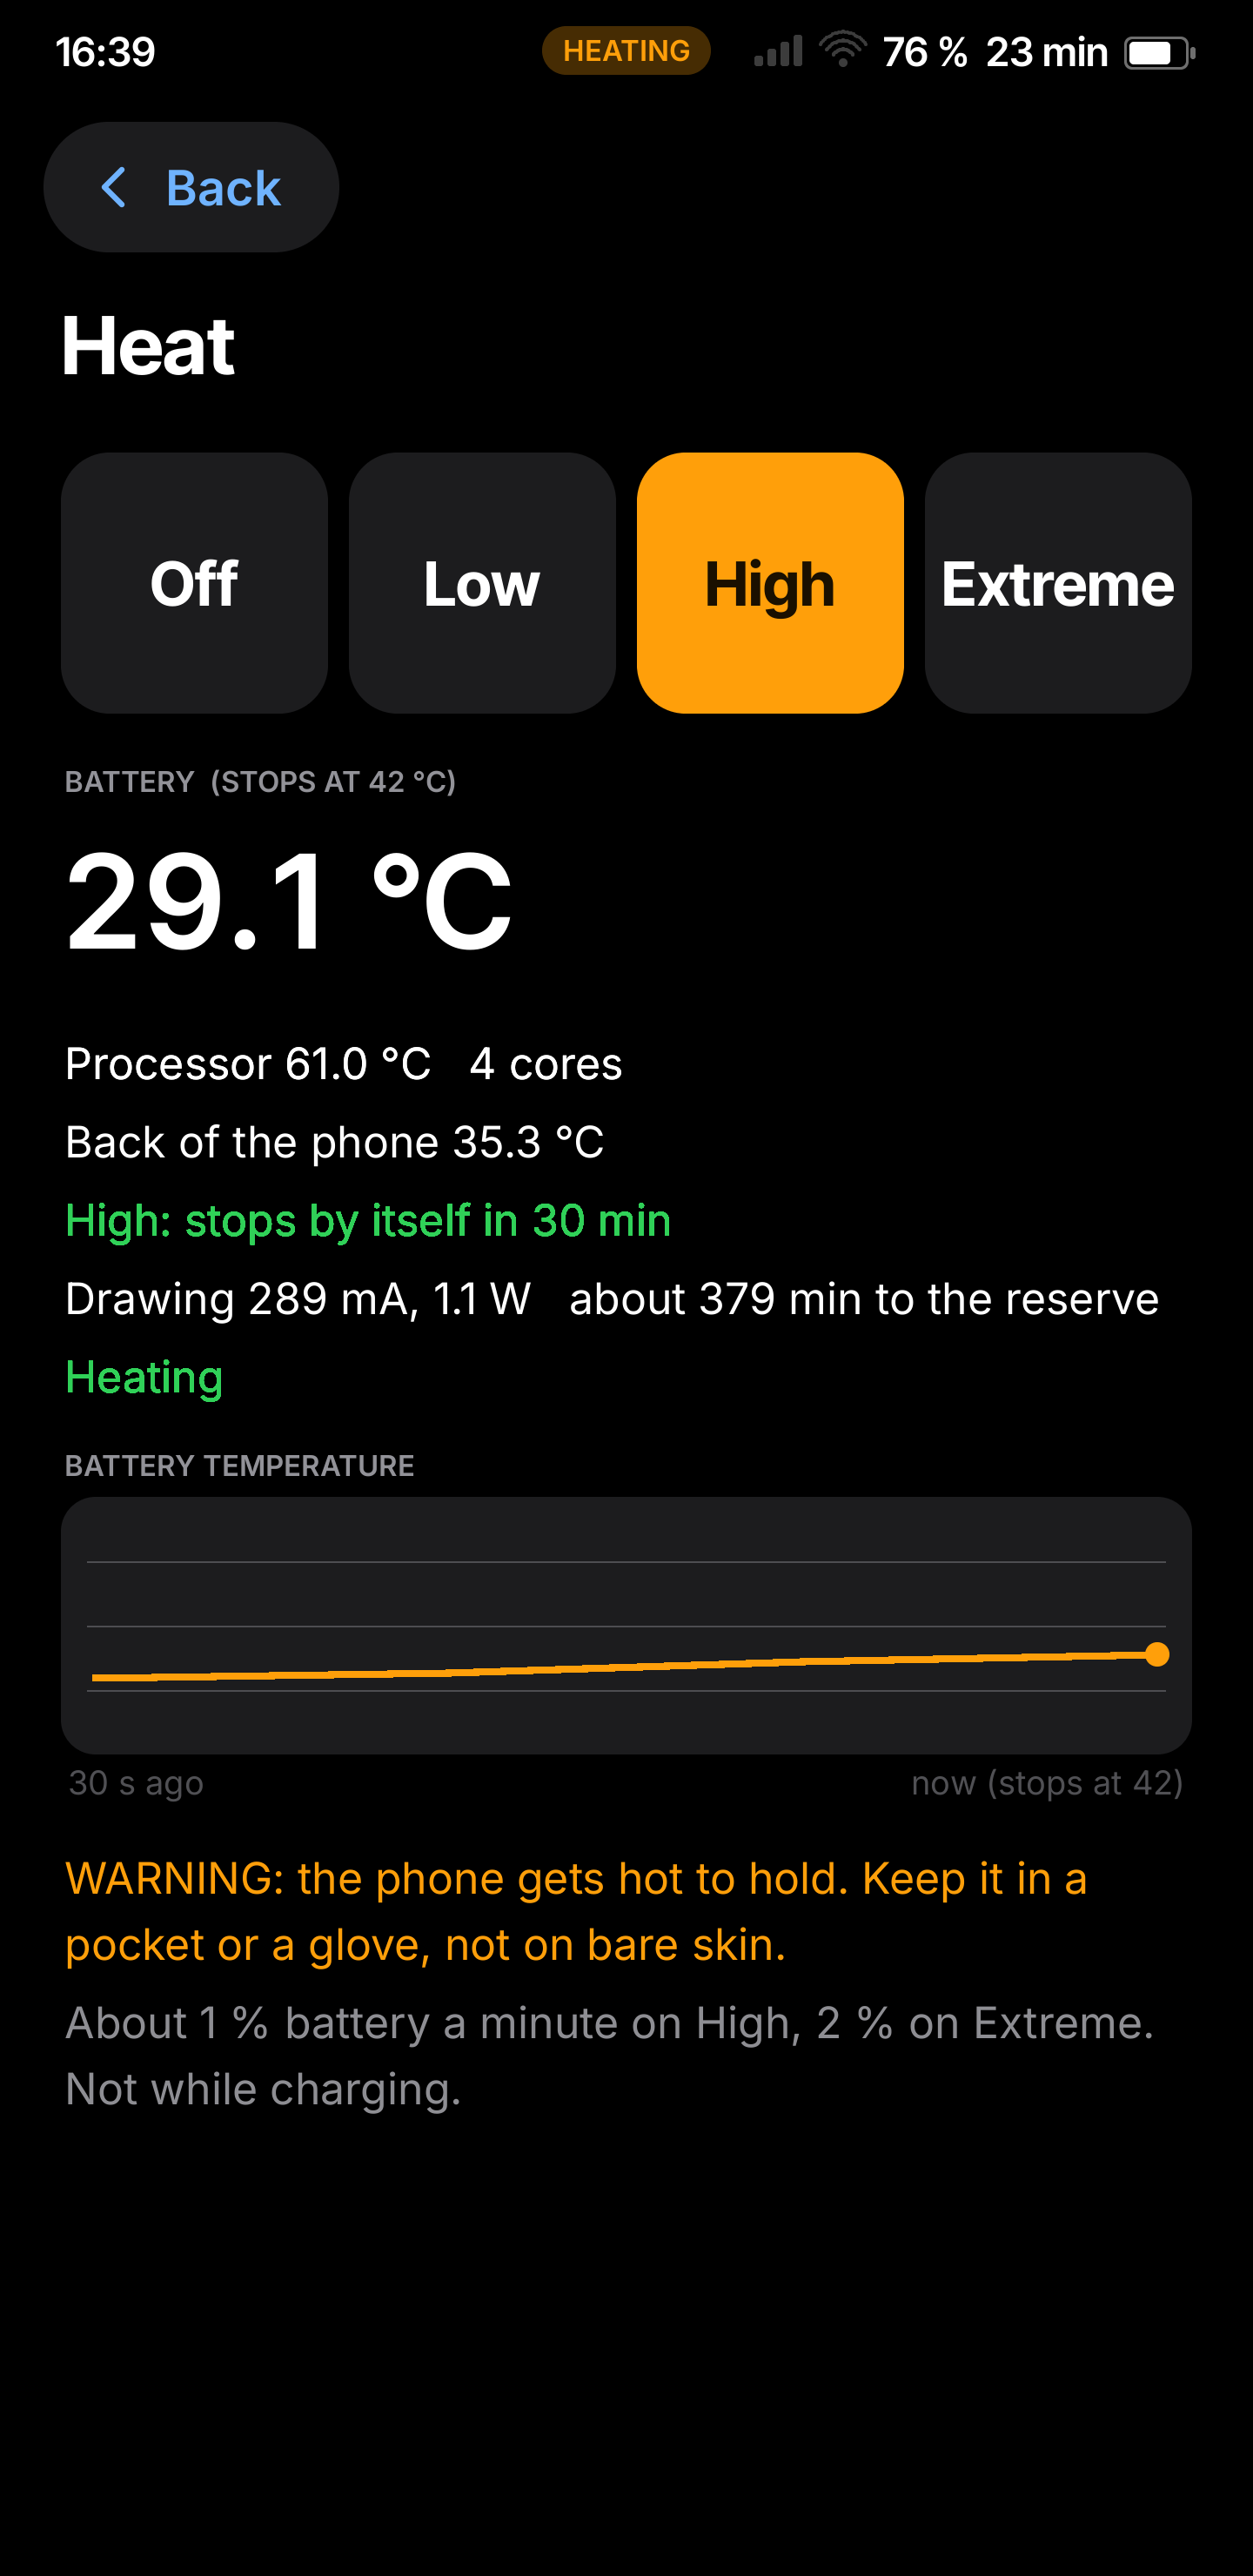 16:39
HEATING
76 % 23 min
Back
Heat
Off
Low
High
Extreme
BATTERY (STOPS AT 42 °C)
29.1 °C
Processor 61.0 °C 4 cores
Back of the phone 35.3 °C
High: stops by itself in 30 min
Drawing 289 mA, 1.1 W about 379 min to the reserve
Heating
BATTERY TEMPERATURE
30 s ago
now (stops at 42)
WARNING: the phone gets hot to hold. Keep it in a
pocket or a glove, not on bare skin.
About 1 % battery a minute on High, 2 % on Extreme.
Not while charging.